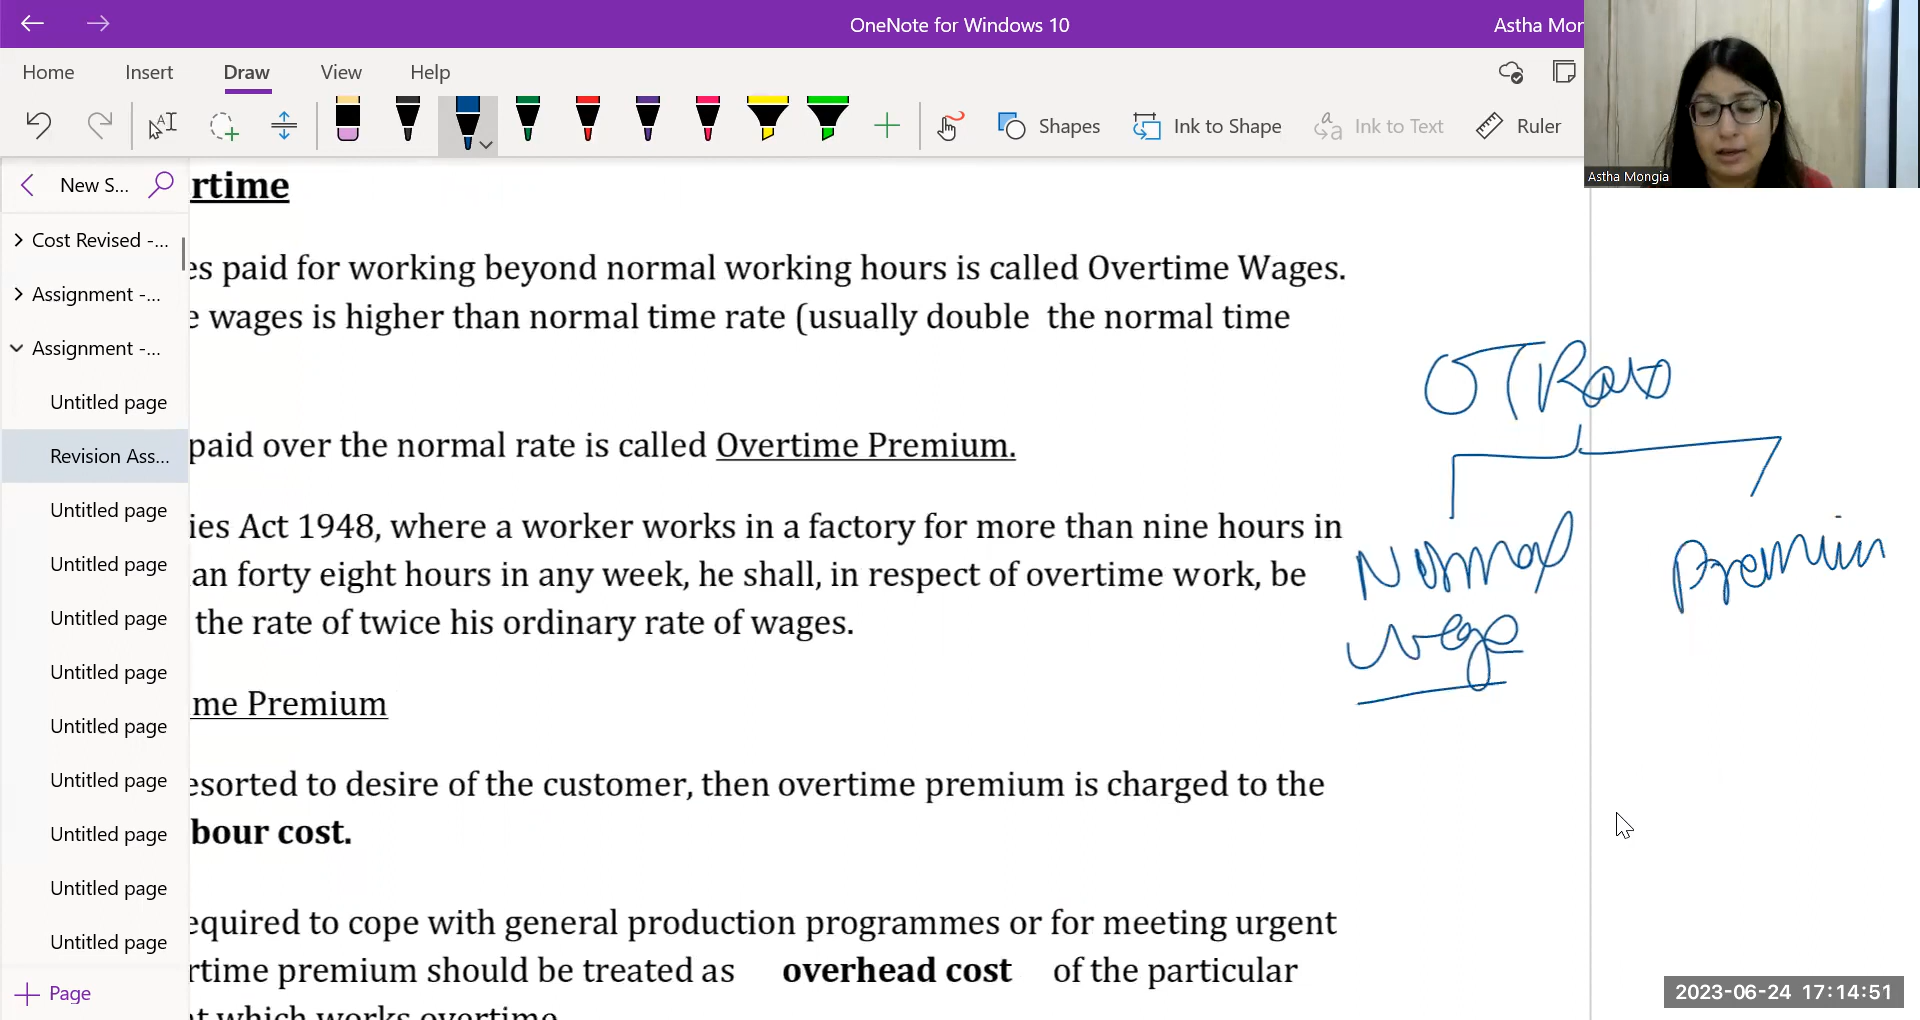 OneNote for Windows 10
Astha Mon
Home
Insert
Draw
View
Help
Shapes
Ink to Shape
Ink to Text
Ruler
Astha Mongia
New S...
Cost Revised -...
Assignment -...
Assignment -...
Untitled page
Revision Ass...
Untitled page
Untitled page
Untitled page
Untitled page
Untitled page
Untitled page
Untitled page
Untitled page
Untitled page
Page
rtime
es paid for working beyond normal working hours is called Overtime Wages.
e wages is higher than normal time rate (usually double the normal time
paid over the normal rate is called Overtime Premium.
ies Act 1948, where a worker works in a factory for more than nine hours in
an forty eight hours in any week, he shall, in respect of overtime work, be
the rate of twice his ordinary rate of wages.
me Premium
esorted to desire of the customer, then overtime premium is charged to the
bour cost.
equired to cope with general production programmes or for meeting urgent
rtime premium should be treated as overhead cost of the particular
t which works overtime
OT Rate
Normal
wage
Premium
2023-06-24 17:14:51